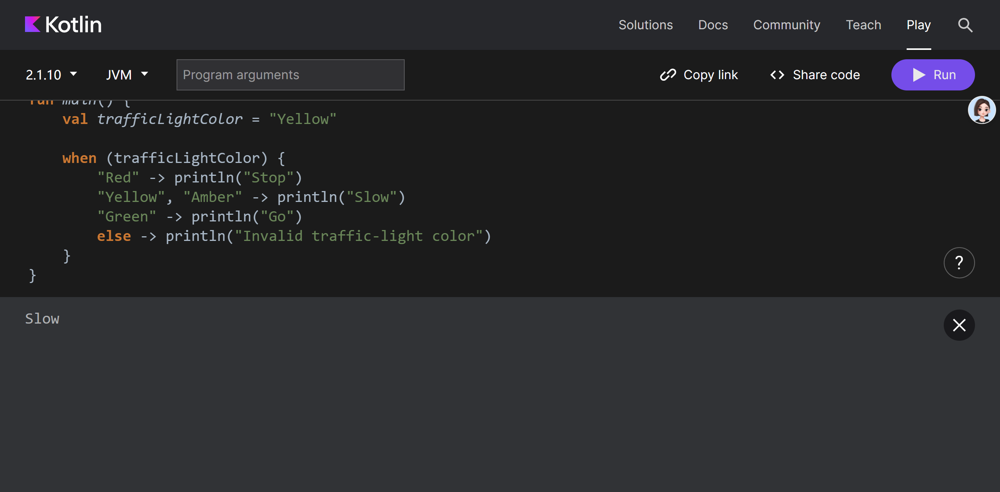 Kotlin
Solutions Docs Community Teach Play
2.1.10 JVM Program arguments Copy link Share code Run
fun main() {
val trafficLightColor = "Yellow"
when (trafficLightColor) {
"Red" -> println("Stop")
"Yellow", "Amber" -> println("Slow")
"Green" -> println("Go")
else -> println("Invalid traffic-light color")
}
}
?
Slow